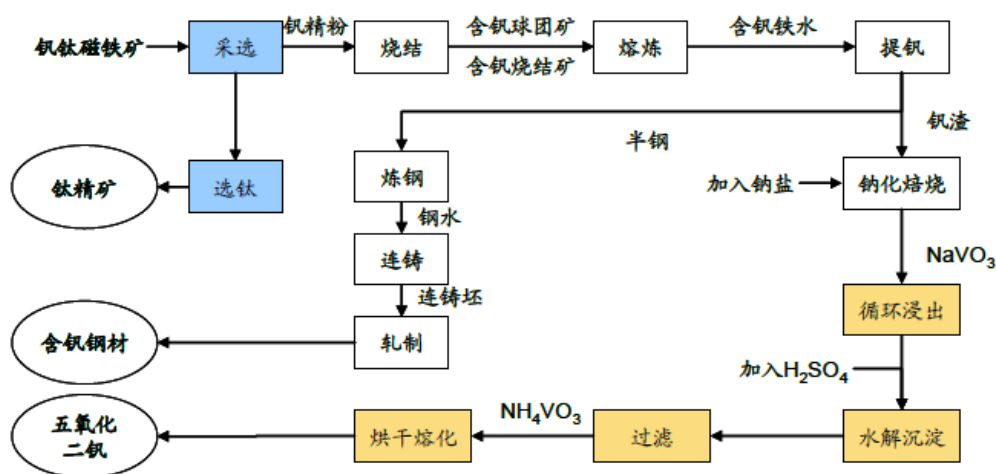 钒钛磁铁矿
采选
钒精粉
烧结
含钒球团矿
含钒烧结矿
熔炼
含钒铁水
提钒
半钢
钒渣
钛精矿
选钛
炼钢
加入钠盐
钠化焙烧
钢水
连铸
NaVO₃
连铸坯
循环浸出
含钒钢材
轧制
加入H₂SO₄
五氧化
二钒
烘干熔化
NH₄VO₃
过滤
水解沉淀